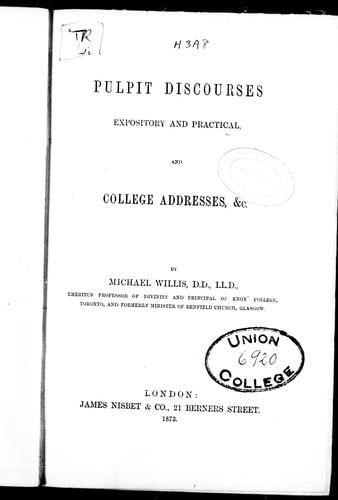 TR
H3A8
PULPIT DISCOURSES
EXPOSITORY AND PRACTICAL,
AND
COLLEGE ADDRESSES, &c.
BY
MICHAEL WILLIS, D.D., LL.D.,
EMERITUS PROFESSOR OF DIVINITY AND PRINCIPAL OF KNOX' COLLEGE,
TORONTO, AND FORMERLY MINISTER OF RENFIELD CHURCH, GLASGOW.
UNION
6920
COLLEGE
LONDON:
JAMES NISBET & CO., 21 BERNERS STREET.
1873.